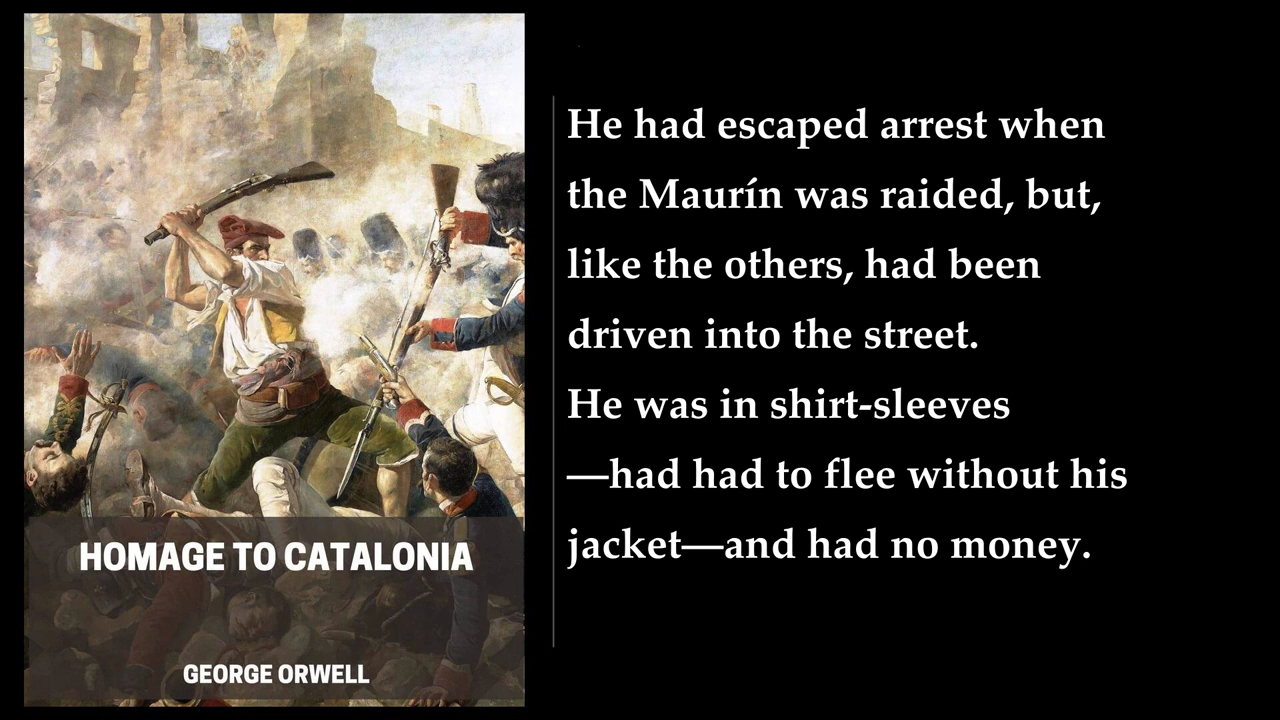 HOMAGE TO CATALONIA
GEORGE ORWELL
He had escaped arrest when
the Maurín was raided, but,
like the others, had been
driven into the street.
He was in shirt-sleeves
—had had to flee without his
jacket—and had no money.